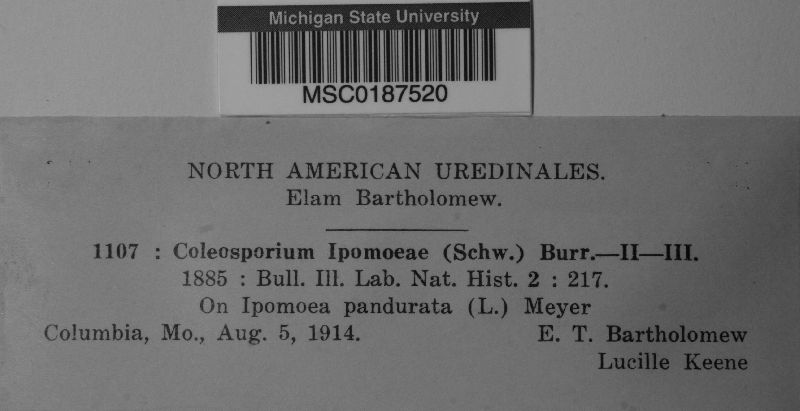 Michigan State University
MSC0187520
NORTH AMERICAN UREDINALES.
Elam Bartholomew.
1107 : Coleosporium Ipomoeae (Schw.) Burr.—II—III.
1885 : Bull. Ill. Lab. Nat. Hist. 2 : 217.
On Ipomoea pandurata (L.) Meyer
Columbia, Mo., Aug. 5, 1914. E. T. Bartholomew
Lucille Keene